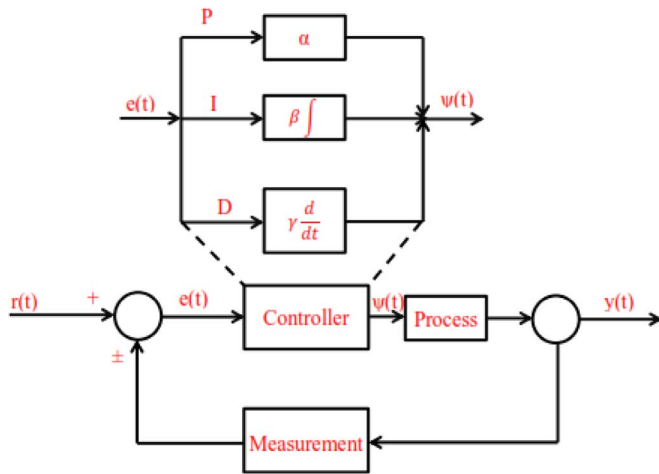 P
α
e(t)
I
β ∫
ψ(t)
D
γ d/dt
r(t)
+
e(t)
Controller
ψ(t)
Process
y(t)
±
Measurement